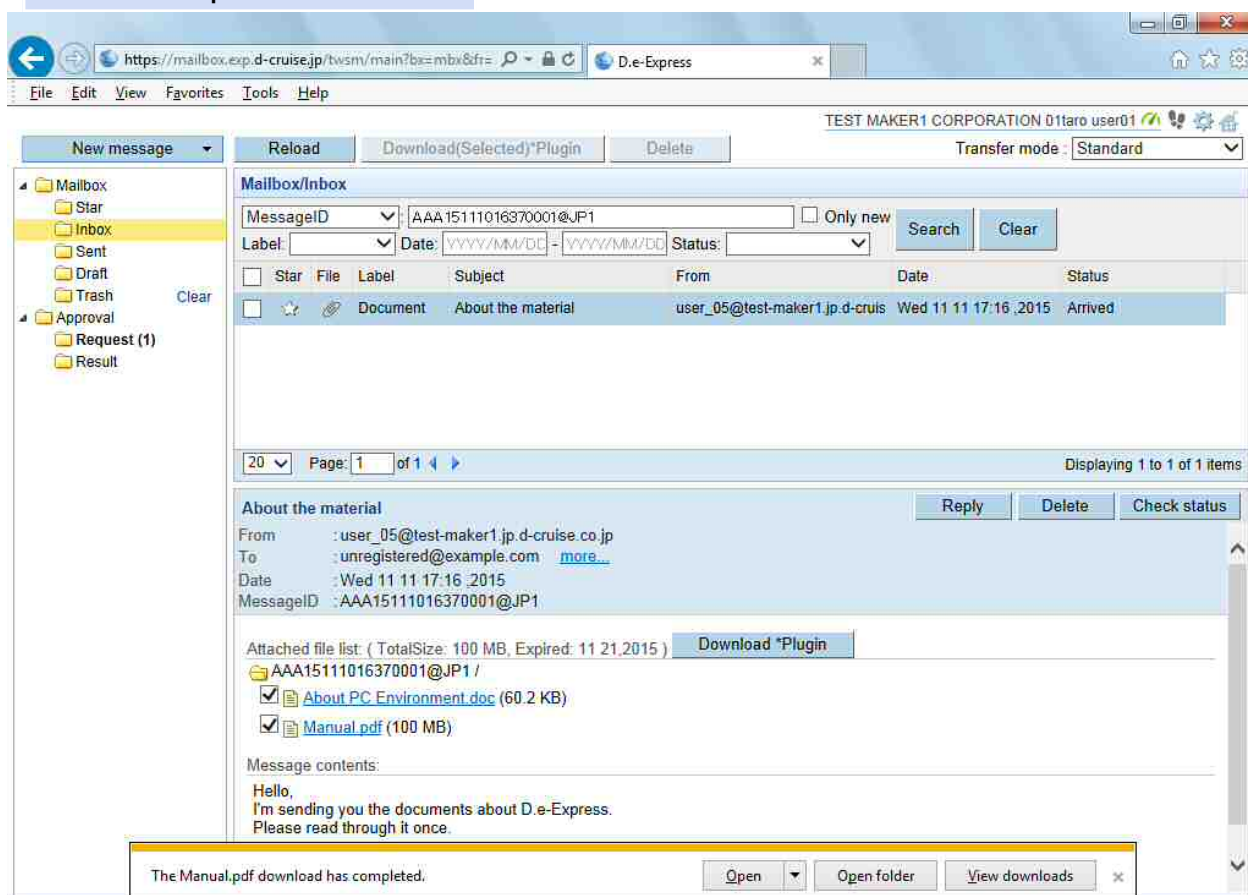 https://mailbox.exp.d-cruise.jp/twsm/main?bx=mbx&fr= D.e-Express
File Edit View Favorites Tools Help
TEST MAKER1 CORPORATION 01taro user01
New message Reload Download(Selected)*Plugin Delete Transfer mode : Standard
Mailbox
Star
Inbox
Sent
Draft
Trash Clear
Approval
Request (1)
Result
Mailbox/Inbox
MessageID : AAA15111016370001@JP1 Only new Search Clear
Label: Date: YYYY/MM/DD - YYYY/MM/DD Status:
Star File Label Subject From Date Status
Document About the material user_05@test-maker1.jp.d-cruis Wed 11 11 17:16 ,2015 Arrived
20 Page: 1 of 1 Displaying 1 to 1 of 1 items
About the material Reply Delete Check status
From : user_05@test-maker1.jp.d-cruise.co.jp
To : unregistered@example.com more...
Date : Wed 11 11 17:16 ,2015
MessageID : AAA15111016370001@JP1
Attached file list: ( TotalSize: 100 MB, Expired: 11 21,2015 ) Download *Plugin
AAA15111016370001@JP1 /
About PC Environment.doc (60.2 KB)
Manual.pdf (100 MB)
Message contents:
Hello,
I'm sending you the documents about D.e-Express.
Please read through it once.
The Manual.pdf download has completed. Open Open folder View downloads